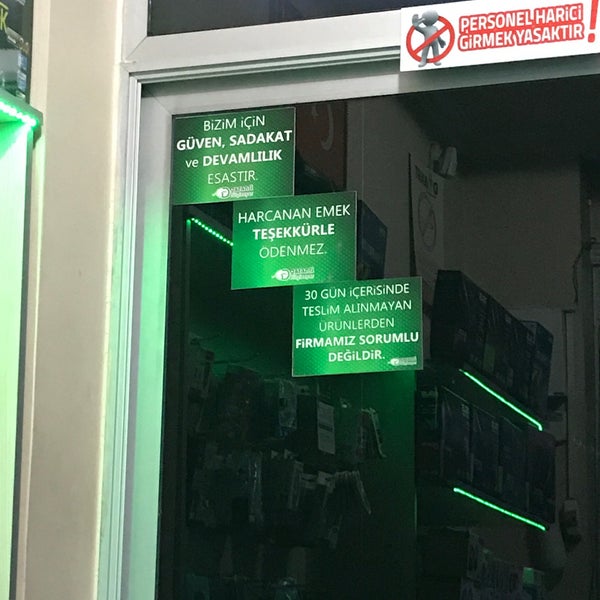 PERSONEL HARİCİ
GİRMEK YASAKTIR !
BİZİM İÇİN
GÜVEN, SADAKAT
ve DEVAMLILIK
ESASTIR.
HARCANAN EMEK
TEŞEKKÜRLE
ÖDENMEZ.
30 GÜN İÇERİSİNDE
TESLİM ALINMAYAN
ÜRÜNLERDEN
FİRMAMIZ SORUMLU
DEĞİLDİR.